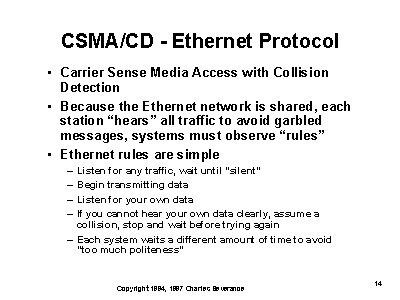 CSMA/CD - Ethernet Protocol
• Carrier Sense Media Access with Collision
Detection
• Because the Ethernet network is shared, each
station “hears” all traffic to avoid garbled
messages, systems must observe “rules”
• Ethernet rules are simple
– Listen for any traffic, wait until "silent"
– Begin transmitting data
– Listen for your own data
– If you cannot hear your own data clearly, assume a
collision, stop and wait before trying again
– Each system waits a different amount of time to avoid
"too much politeness"
Copyright 1994, 1997 Charles Severance
14